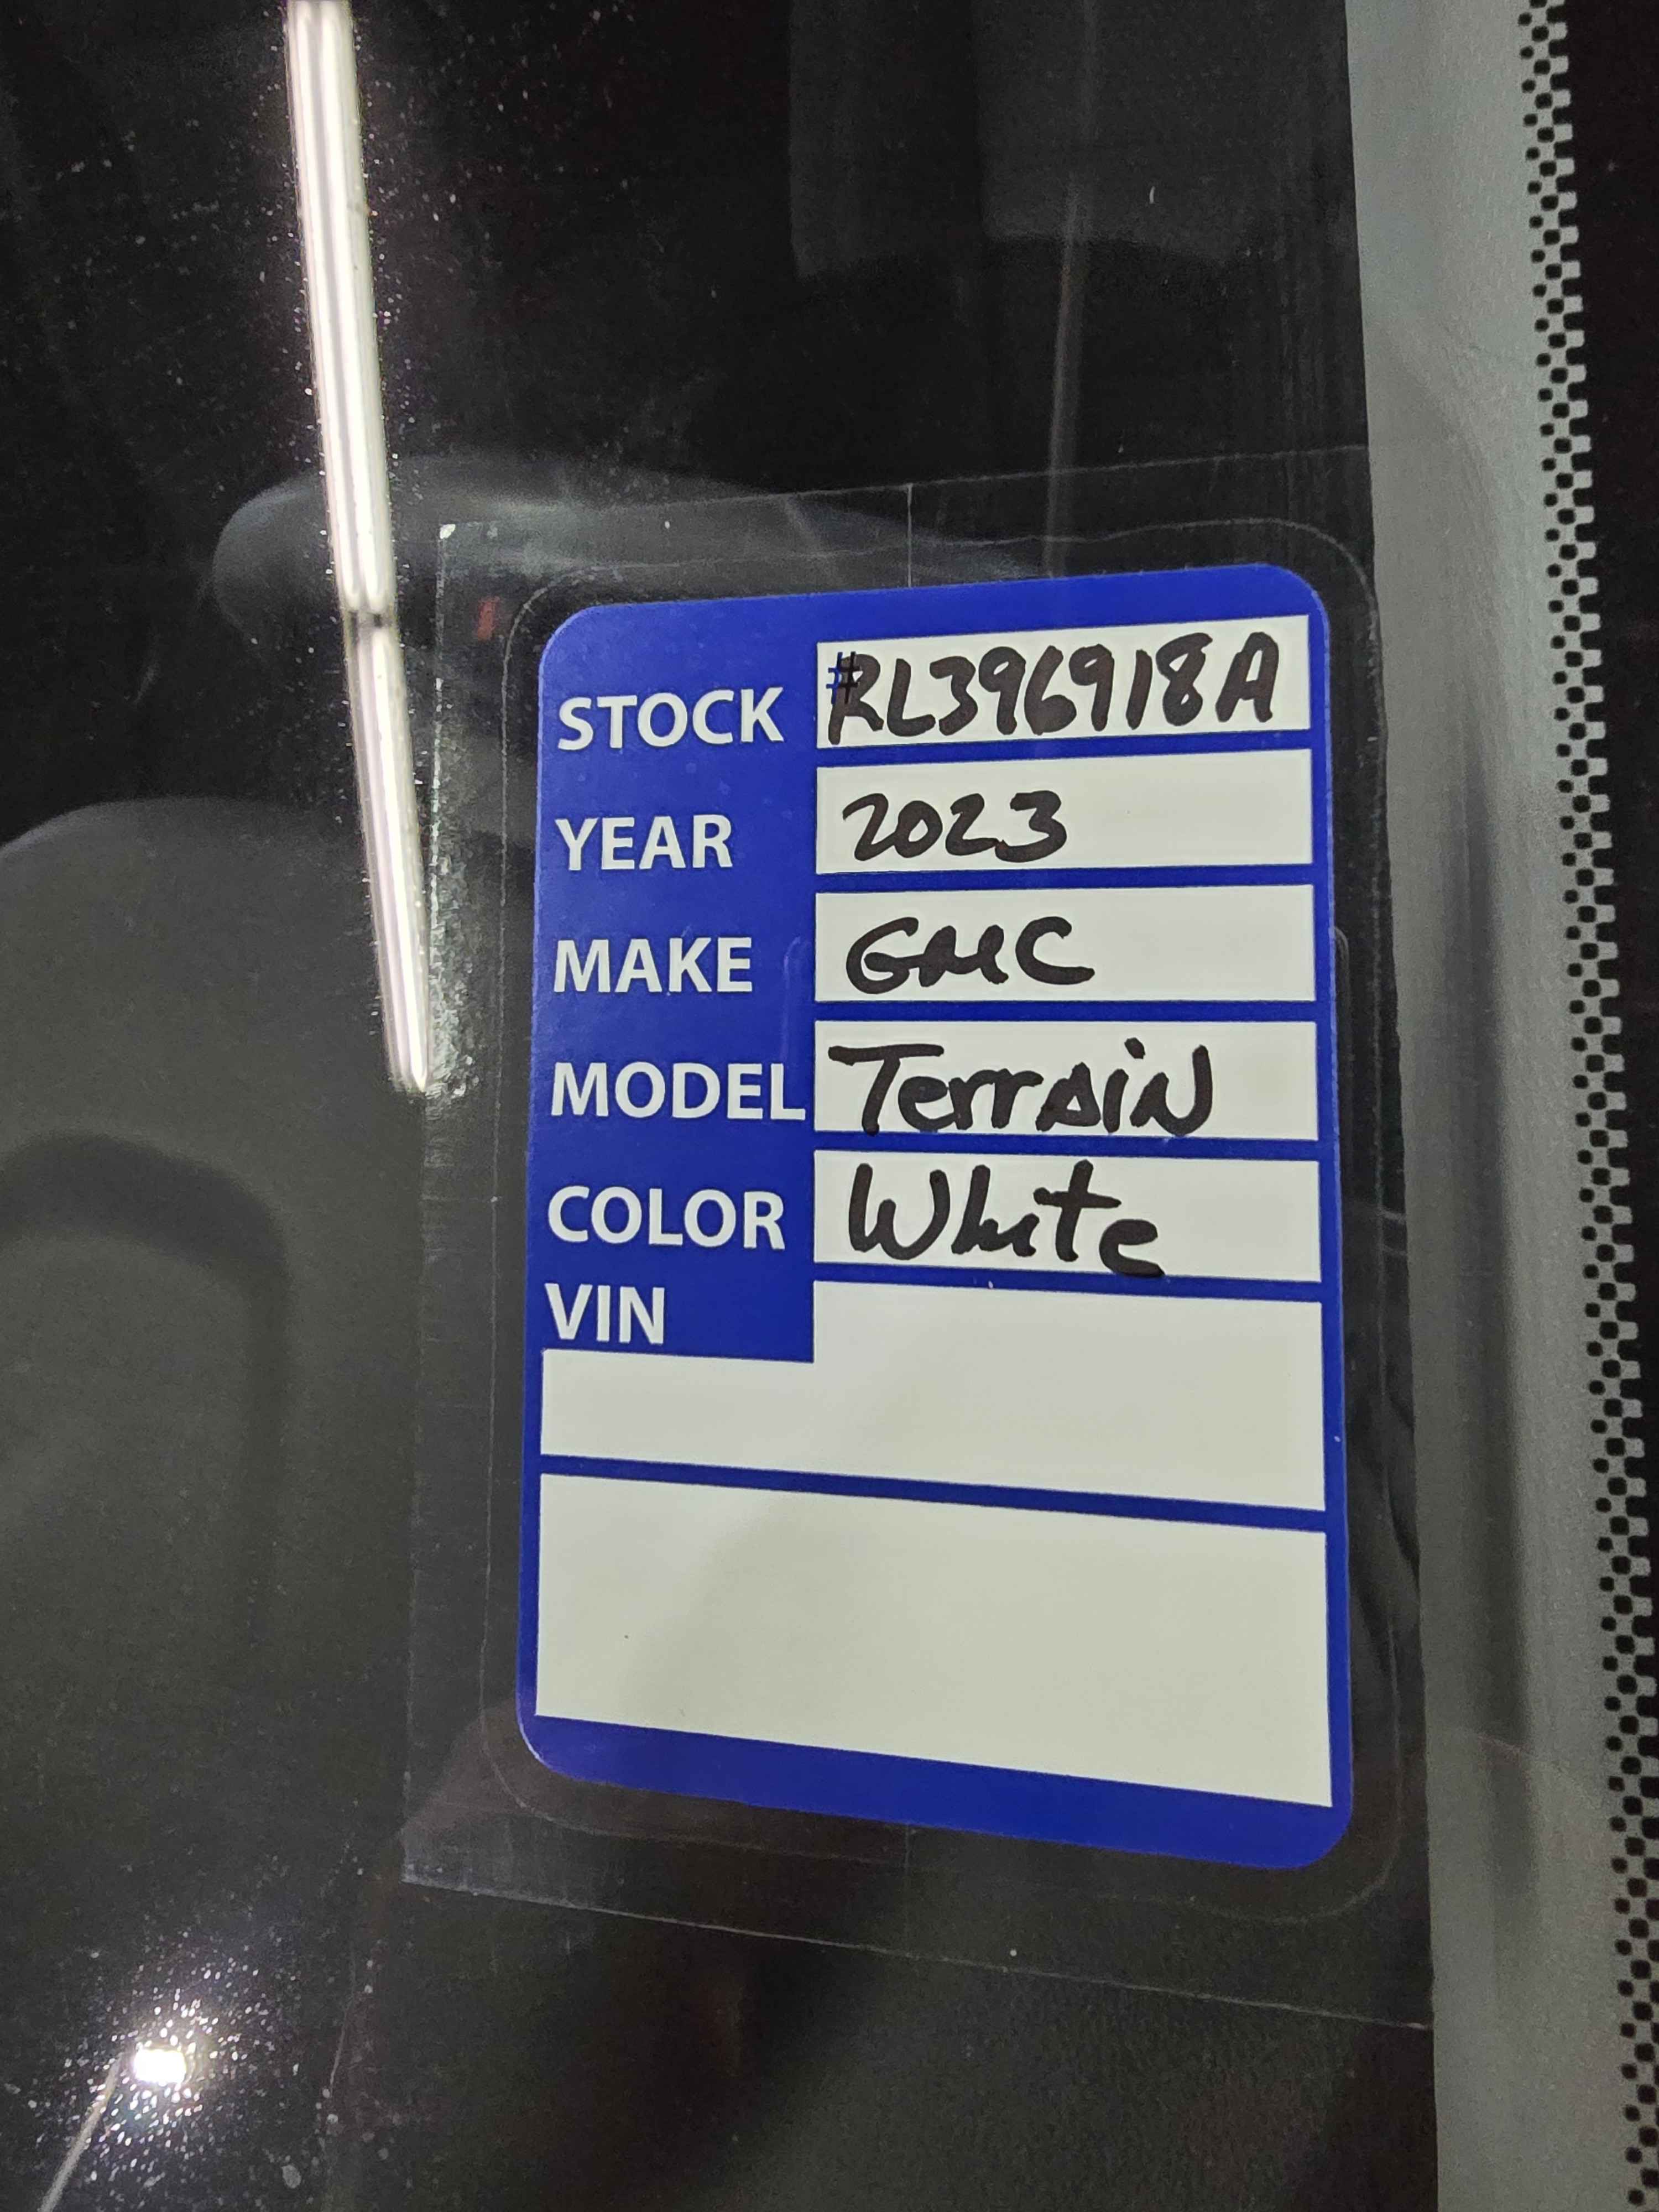 STOCK #RL396918A
YEAR 2023
MAKE GMC
MODEL Terrain
COLOR White
VIN